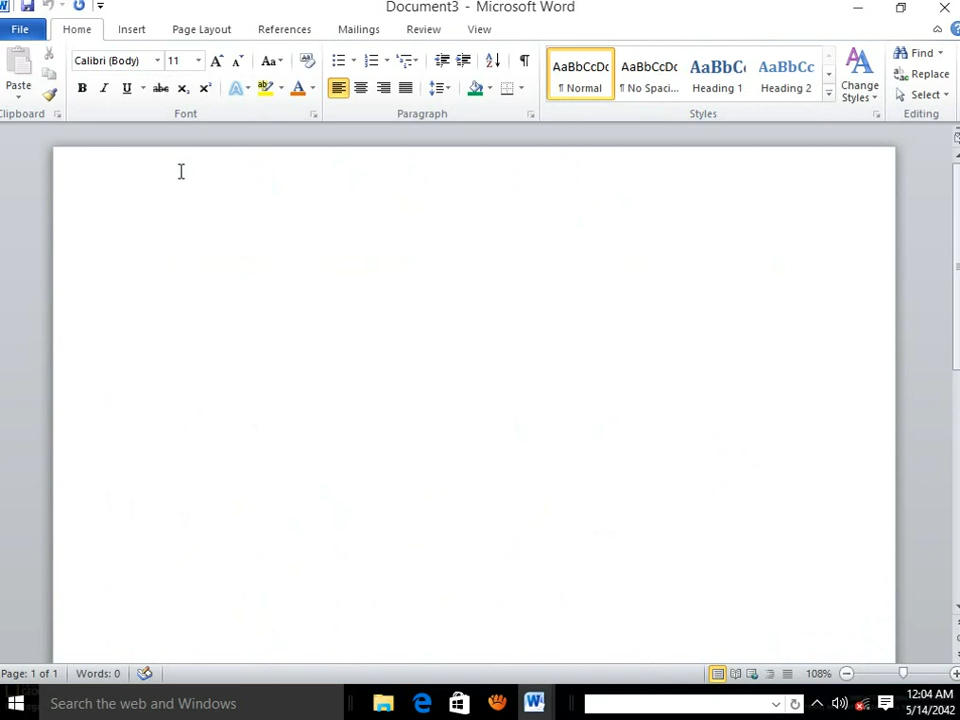 Document3 - Microsoft Word
File Home Insert Page Layout References Mailings Review View
Calibri (Body) 11 Aa
Paste
B I U abc X₂ X² A ab A
AaBbCcDc AaBbCcDc AaBbCc AaBbCc
¶ Normal ¶ No Spaci... Heading 1 Heading 2
Change Styles
Find
Replace
Select
Clipboard Font Paragraph Styles Editing
Page: 1 of 1 Words: 0 108%
Search the web and Windows
12:04 AM
5/14/2042